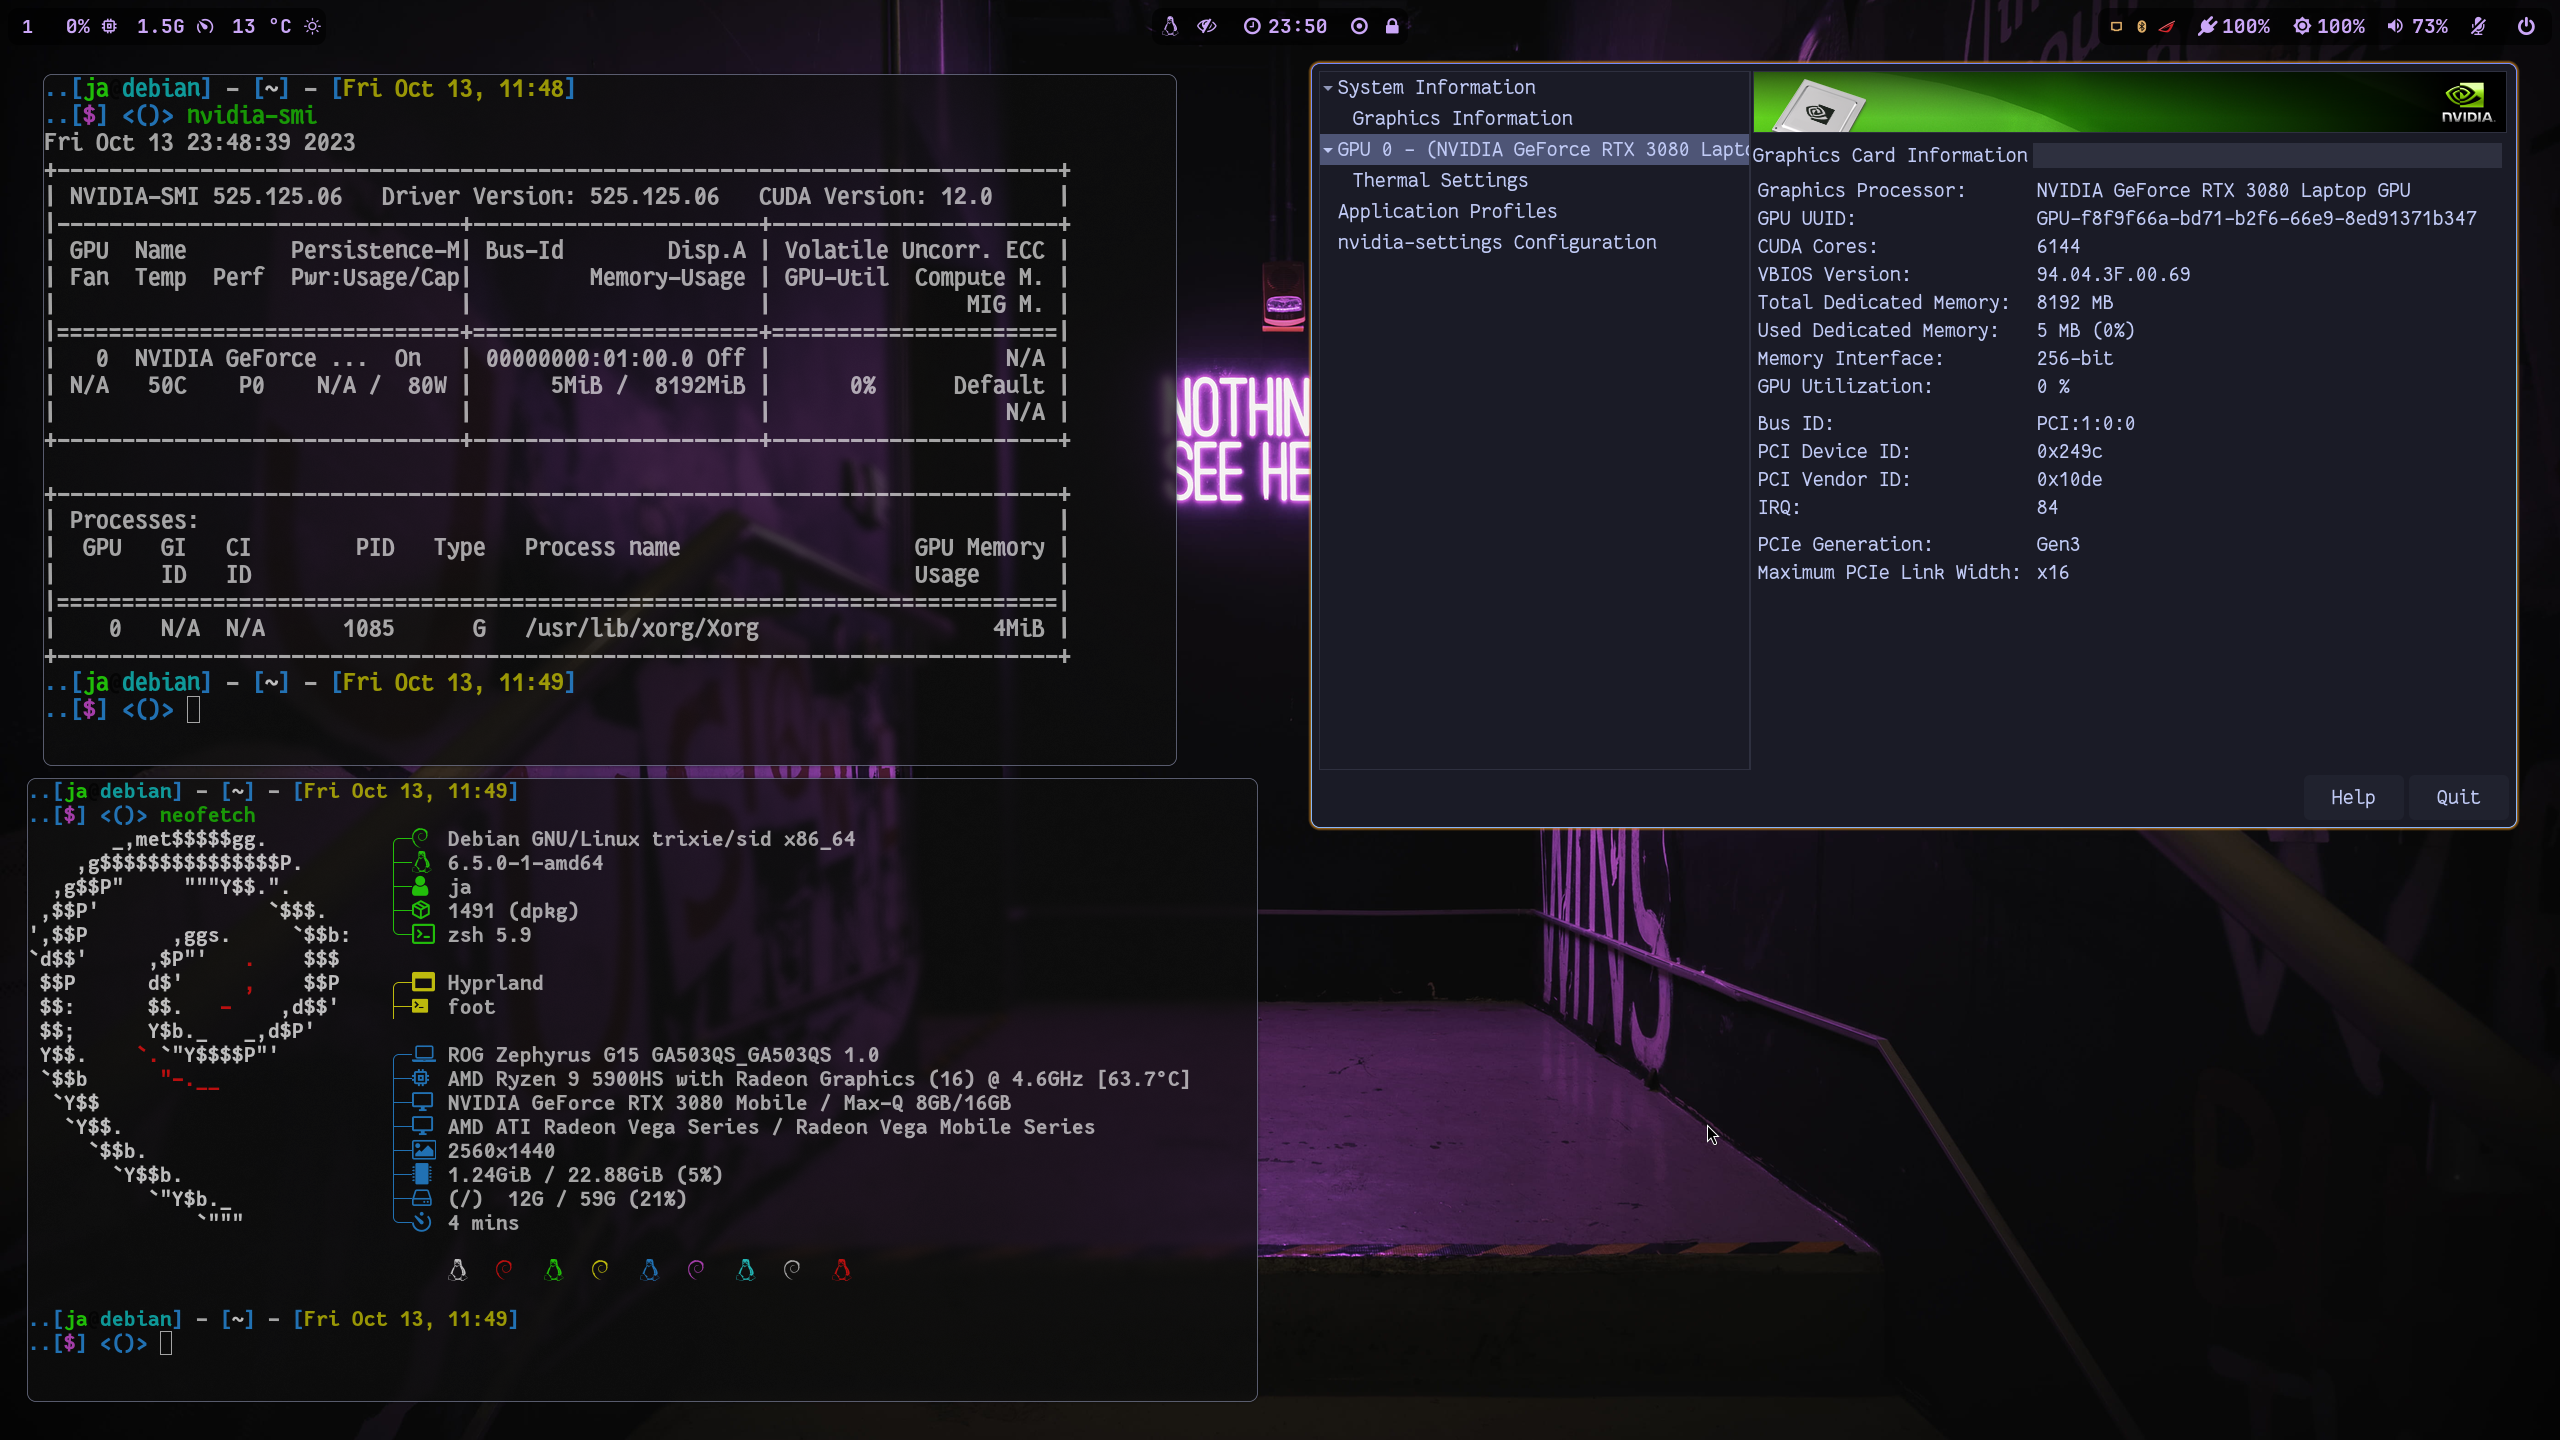 1 0% 1.5G 13 °C
23:50
100% 100% 73%
..[ja debian] - [~] - [Fri Oct 13, 11:48]
..[$] <()> nvidia-smi
Fri Oct 13 23:48:39 2023
NVIDIA-SMI 525.125.06 Driver Version: 525.125.06 CUDA Version: 12.0
GPU Name Persistence-M| Bus-Id Disp.A | Volatile Uncorr. ECC |
Fan Temp Perf Pwr:Usage/Cap| Memory-Usage | GPU-Util Compute M. |
MIG M. |
0 NVIDIA GeForce ... On | 00000000:01:00.0 Off | N/A |
N/A 50C P0 N/A / 80W | 5MiB / 8192MiB | 0% Default |
N/A |
Processes:
GPU GI CI PID Type Process name GPU Memory |
ID ID Usage |
0 N/A N/A 1085 G /usr/lib/xorg/Xorg 4MiB |
..[ja debian] - [~] - [Fri Oct 13, 11:49]
..[$] <()>
NOTHIN
SEE HE
System Information
Graphics Information
GPU 0 - (NVIDIA GeForce RTX 3080 Lapto
Thermal Settings
Application Profiles
nvidia-settings Configuration
NVIDIA.
Graphics Card Information
Graphics Processor: NVIDIA GeForce RTX 3080 Laptop GPU
GPU UUID: GPU-f8f9f66a-bd71-b2f6-66e9-8ed91371b347
CUDA Cores: 6144
VBIOS Version: 94.04.3F.00.69
Total Dedicated Memory: 8192 MB
Used Dedicated Memory: 5 MB (0%)
Memory Interface: 256-bit
GPU Utilization: 0 %
Bus ID: PCI:1:0:0
PCI Device ID: 0x249c
PCI Vendor ID: 0x10de
IRQ: 84
PCIe Generation: Gen3
Maximum PCIe Link Width: x16
Help Quit
..[ja debian] - [~] - [Fri Oct 13, 11:49]
..[$] <()> neofetch
_,met$$$$$gg.
,g$$$$$$$$$$$$$$$P.
,g$$P" """Y$$.".
,$$P' `$$$.
',$$P ,ggs. `$$b:
`d$$' ,$P"' . $$$
$$P d$' , $$P
$$: $$. - ,d$$'
$$; Y$b._ _,d$P'
Y$$. `.`"Y$$$$P"'
`$$b "-.__
`Y$$
`Y$$.
`$$b.
`Y$$b.
`"Y$b._
`"""
Debian GNU/Linux trixie/sid x86_64
6.5.0-1-amd64
ja
1491 (dpkg)
zsh 5.9
Hyprland
foot
ROG Zephyrus G15 GA503QS_GA503QS 1.0
AMD Ryzen 9 5900HS with Radeon Graphics (16) @ 4.6GHz [63.7°C]
NVIDIA GeForce RTX 3080 Mobile / Max-Q 8GB/16GB
AMD ATI Radeon Vega Series / Radeon Vega Mobile Series
2560x1440
1.24GiB / 22.88GiB (5%)
(/) 12G / 59G (21%)
4 mins
..[ja debian] - [~] - [Fri Oct 13, 11:49]
..[$] <()>